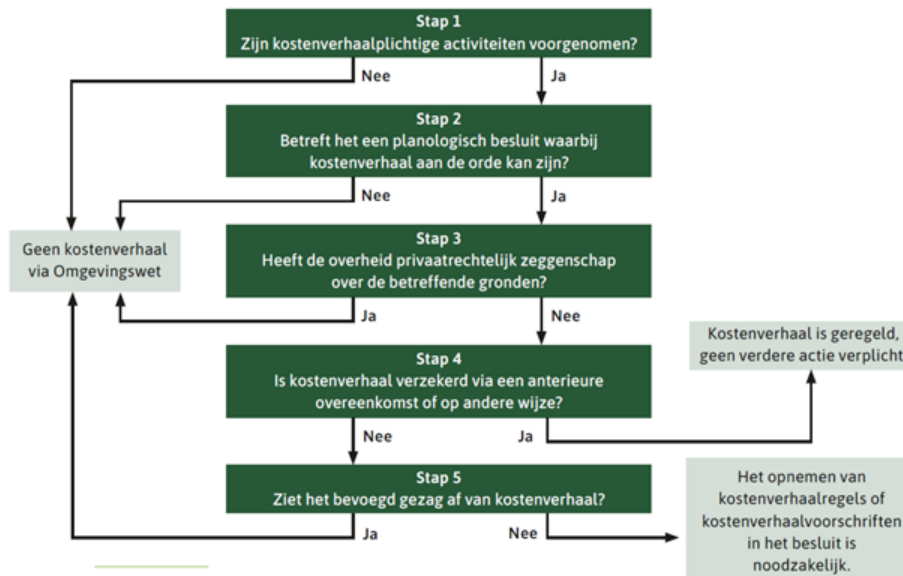 Stap 1
Zijn kostenverhaalplichtige activiteiten voorgenomen?
Nee
Ja
Stap 2
Betreft het een planologisch besluit waarbij
kostenverhaal aan de orde kan zijn?
Nee
Ja
Geen kostenverhaal
via Omgevingswet
Stap 3
Heeft de overheid privaatrechtelijk zeggenschap
over de betreffende gronden?
Ja
Nee
Kostenverhaal is geregeld,
geen verdere actie verplicht
Stap 4
Is kostenverhaal verzekerd via een anterieure
overeenkomst of op andere wijze?
Nee
Ja
Stap 5
Ziet het bevoegd gezag af van kostenverhaal?
Ja
Nee
Het opnemen van
kostenverhaalregels of
kostenverhaalvoorschriften
in het besluit is
noodzakelijk.